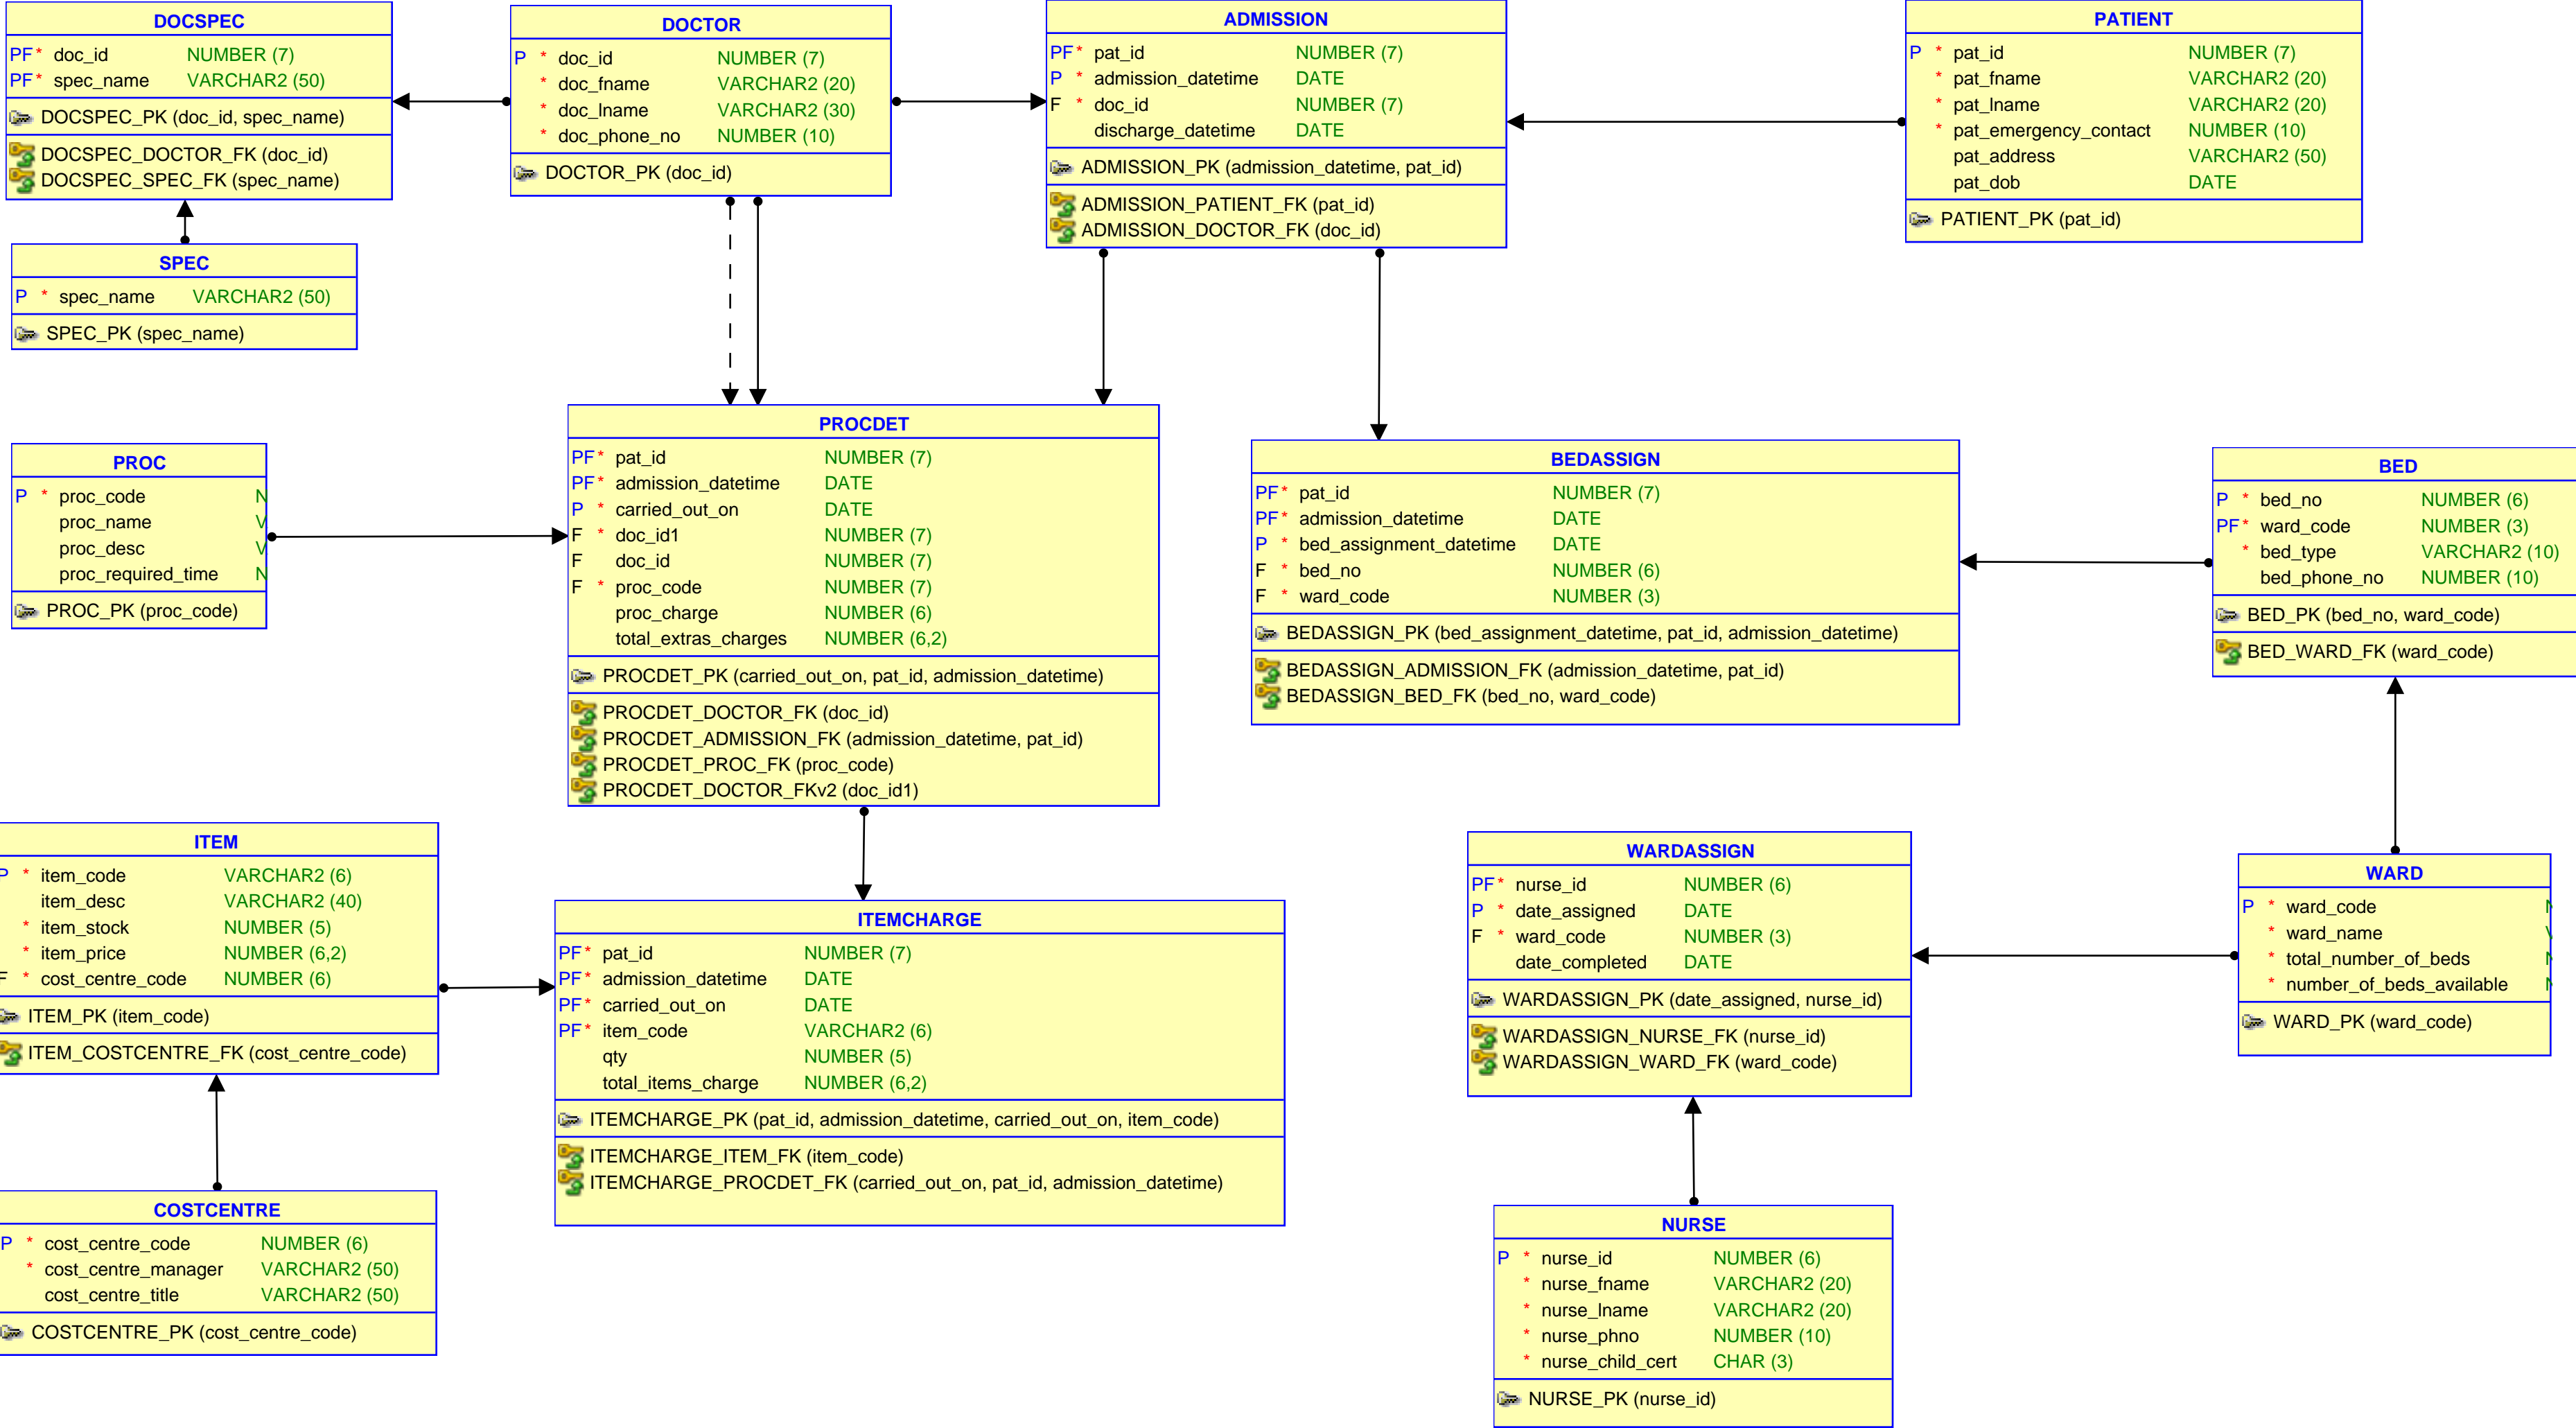 DOCSPEC
PF * doc_id NUMBER (7)
PF * spec_name VARCHAR2 (50)
DOCSPEC_PK (doc_id, spec_name)
DOCSPEC_DOCTOR_FK (doc_id)
DOCSPEC_SPEC_FK (spec_name)
DOCTOR
P * doc_id NUMBER (7)
* doc_fname VARCHAR2 (20)
* doc_lname VARCHAR2 (30)
* doc_phone_no NUMBER (10)
DOCTOR_PK (doc_id)
ADMISSION
PF * pat_id NUMBER (7)
P * admission_datetime DATE
F * doc_id NUMBER (7)
discharge_datetime DATE
ADMISSION_PK (admission_datetime, pat_id)
ADMISSION_PATIENT_FK (pat_id)
ADMISSION_DOCTOR_FK (doc_id)
PATIENT
P * pat_id NUMBER (7)
* pat_fname VARCHAR2 (20)
* pat_lname VARCHAR2 (20)
* pat_emergency_contact NUMBER (10)
pat_address VARCHAR2 (50)
pat_dob DATE
PATIENT_PK (pat_id)
SPEC
P * spec_name VARCHAR2 (50)
SPEC_PK (spec_name)
PROC
P * proc_code N
proc_name V
proc_desc V
proc_required_time N
PROC_PK (proc_code)
PROCDET
PF * pat_id NUMBER (7)
PF * admission_datetime DATE
P * carried_out_on DATE
F * doc_id1 NUMBER (7)
F doc_id NUMBER (7)
F * proc_code NUMBER (7)
proc_charge NUMBER (6)
total_extras_charges NUMBER (6,2)
PROCDET_PK (carried_out_on, pat_id, admission_datetime)
PROCDET_DOCTOR_FK (doc_id)
PROCDET_ADMISSION_FK (admission_datetime, pat_id)
PROCDET_PROC_FK (proc_code)
PROCDET_DOCTOR_FKv2 (doc_id1)
BEDASSIGN
PF * pat_id NUMBER (7)
PF * admission_datetime DATE
P * bed_assignment_datetime DATE
F * bed_no NUMBER (6)
F * ward_code NUMBER (3)
BEDASSIGN_PK (bed_assignment_datetime, pat_id, admission_datetime)
BEDASSIGN_ADMISSION_FK (admission_datetime, pat_id)
BEDASSIGN_BED_FK (bed_no, ward_code)
BED
P * bed_no NUMBER (6)
PF * ward_code NUMBER (3)
* bed_type VARCHAR2 (10)
bed_phone_no NUMBER (10)
BED_PK (bed_no, ward_code)
BED_WARD_FK (ward_code)
ITEM
P * item_code VARCHAR2 (6)
item_desc VARCHAR2 (40)
* item_stock NUMBER (5)
* item_price NUMBER (6,2)
F * cost_centre_code NUMBER (6)
ITEM_PK (item_code)
ITEM_COSTCENTRE_FK (cost_centre_code)
ITEMCHARGE
PF * pat_id NUMBER (7)
PF * admission_datetime DATE
PF * carried_out_on DATE
PF * item_code VARCHAR2 (6)
qty NUMBER (5)
total_items_charge NUMBER (6,2)
ITEMCHARGE_PK (pat_id, admission_datetime, carried_out_on, item_code)
ITEMCHARGE_ITEM_FK (item_code)
ITEMCHARGE_PROCDET_FK (carried_out_on, pat_id, admission_datetime)
WARDASSIGN
PF * nurse_id NUMBER (6)
P * date_assigned DATE
F * ward_code NUMBER (3)
date_completed DATE
WARDASSIGN_PK (date_assigned, nurse_id)
WARDASSIGN_NURSE_FK (nurse_id)
WARDASSIGN_WARD_FK (ward_code)
WARD
P * ward_code
* ward_name
* total_number_of_beds
* number_of_beds_available
WARD_PK (ward_code)
COSTCENTRE
P * cost_centre_code NUMBER (6)
* cost_centre_manager VARCHAR2 (50)
cost_centre_title VARCHAR2 (50)
COSTCENTRE_PK (cost_centre_code)
NURSE
P * nurse_id NUMBER (6)
* nurse_fname VARCHAR2 (20)
* nurse_lname VARCHAR2 (20)
* nurse_phno NUMBER (10)
* nurse_child_cert CHAR (3)
NURSE_PK (nurse_id)